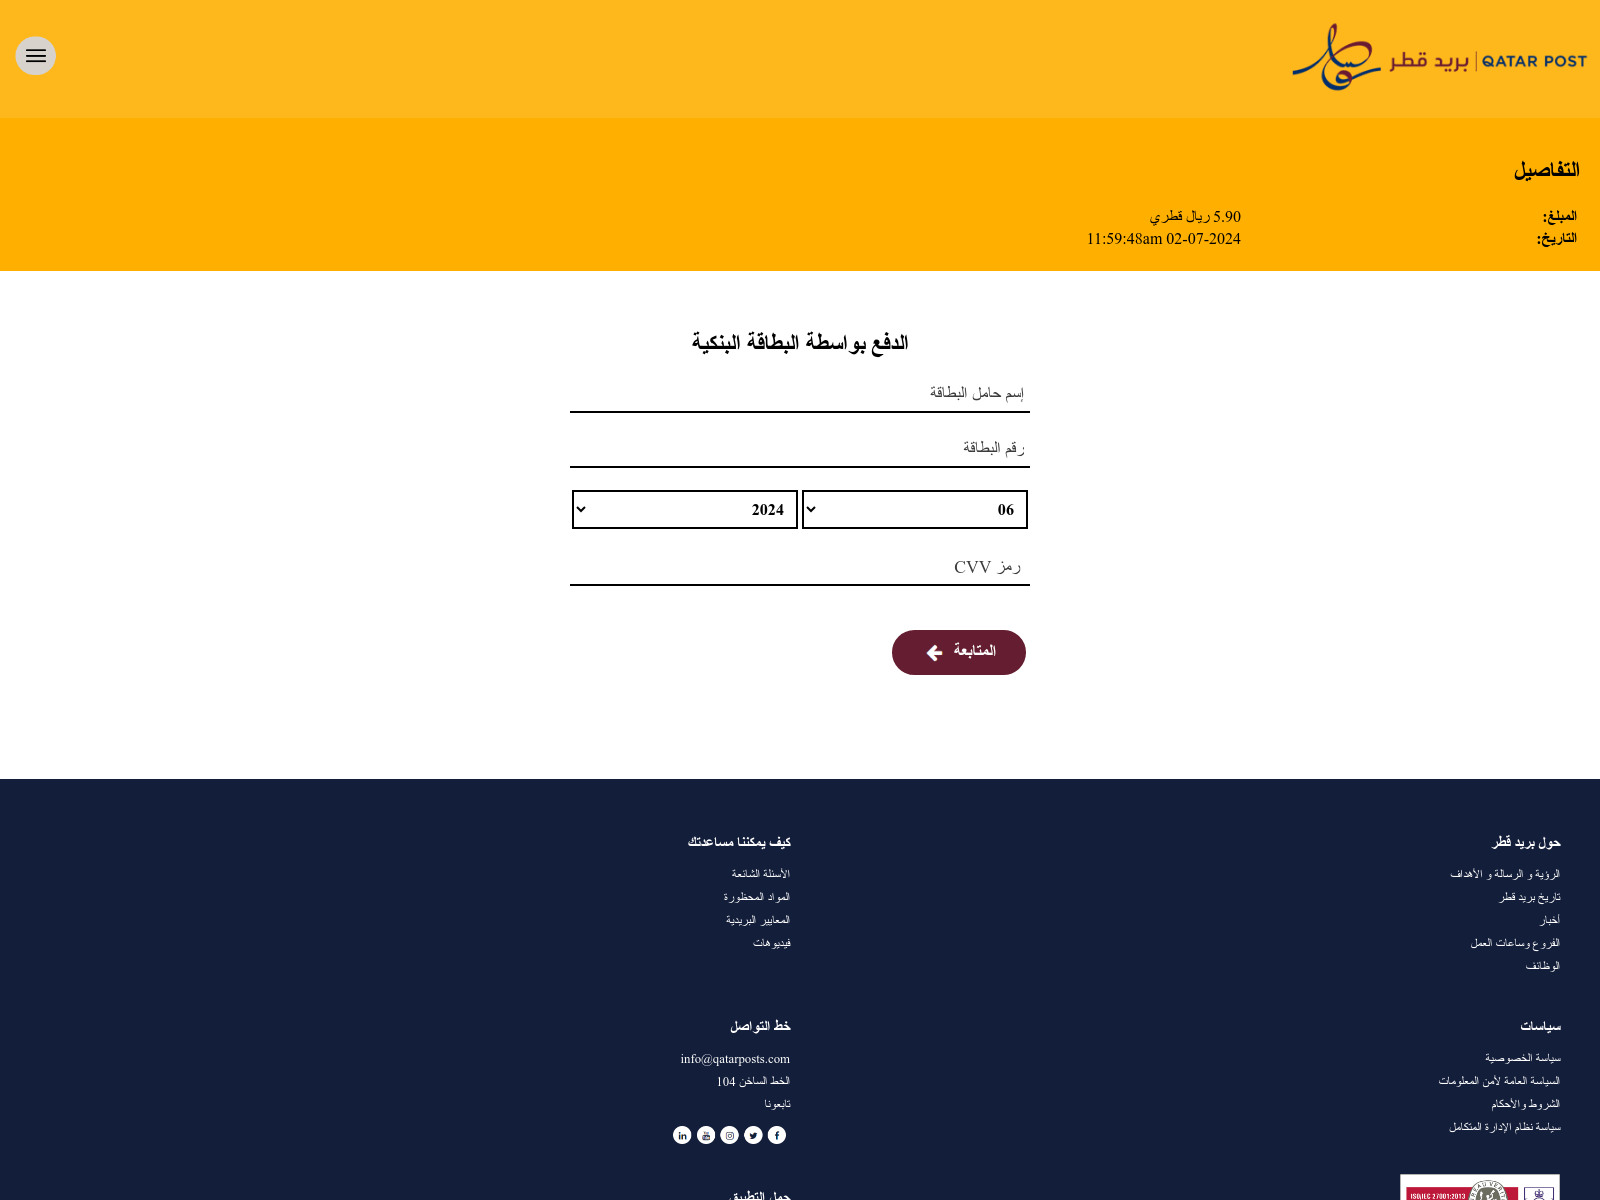 بريد قطر | QATAR POST
التفاصيل
المبلغ: 5.90 ريال قطري
التاريخ: 11:59:48am 02-07-2024
الدفع بواسطة البطاقة البنكية
إسم حامل البطاقة
رقم البطاقة
06 2024
رمز CVV
المتابعة
حول بريد قطر
الرؤية و الرسالة و الأهداف
تاريخ بريد قطر
أخبار
الفروع وساعات العمل
الوظائف
كيف يمكننا مساعدتك
الأسئلة الشائعة
المواد المحظورة
المعايير البريدية
فيديوهات
سياسات
سياسة الخصوصية
السياسة العامة لأمن المعلومات
الشروط والأحكام
سياسة نظام الإدارة المتكامل
خط التواصل
info@qatarposts.com
الخط الساخن 104
تابعونا
حمل التطبيق
ISO/IEC 27001:2013